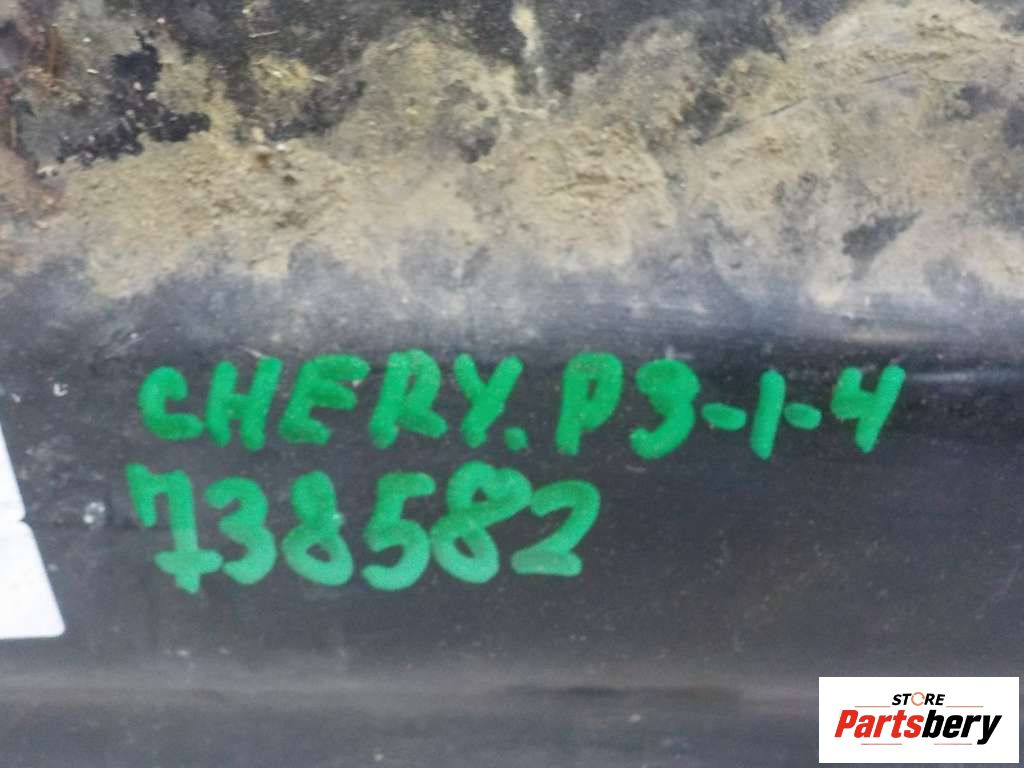 CHERY. P3-1-4
738582
STORE
Partsbery